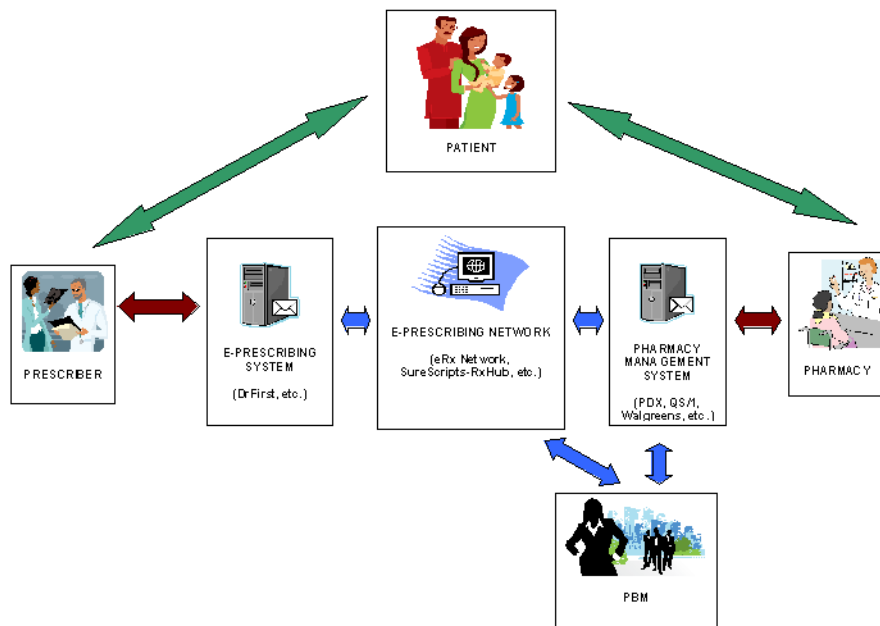 PATIENT
PRESCRIBER
E-PRESCRIBING
SYSTEM
(DrFirst, etc.)
E-PRESCRIBING NETWORK
(eRx Network,
SureScripts-RxHub, etc.)
PHARMACY
MANAGEMENT
SYSTEM
(PDX, QS/1,
Walgreens, etc.)
PHARMACY
PBM